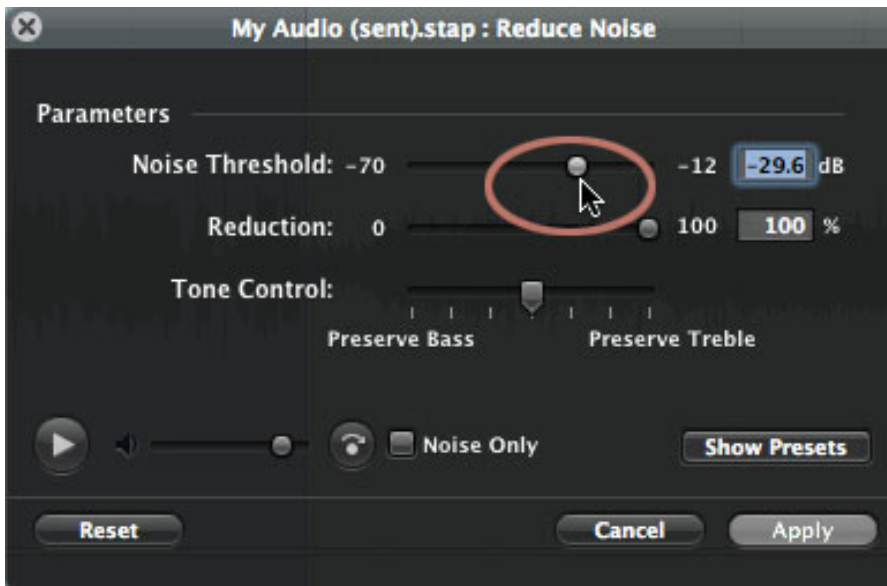 My Audio (sent).stap : Reduce Noise
Parameters
Noise Threshold: -70 -12 -29.6 dB
Reduction: 0 100 100 %
Tone Control:
Preserve Bass Preserve Treble
Noise Only Show Presets
Reset Cancel Apply